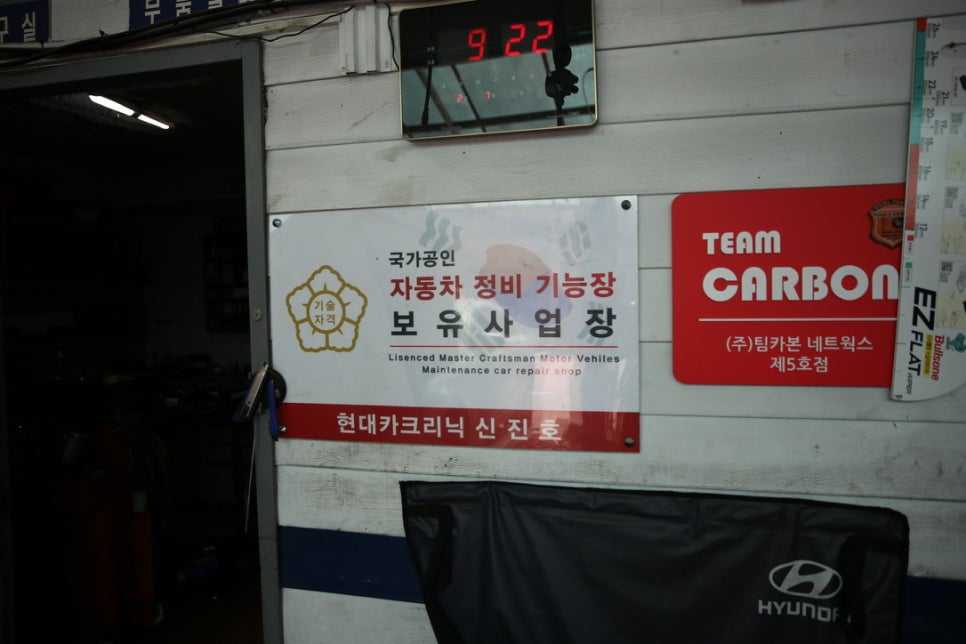 구실
9 22
국가공인
자동차 정비 기능장
보유사업장
기술
자격
Lisenced Master Craftsman Motor Vehiles
Maintenance car repair shop
현대카크리닉 신진호
TEAM
CARBON
(주)팀카본 네트웍스
제5호점
EZ
FLAT
Bullsone
HYUNDAI